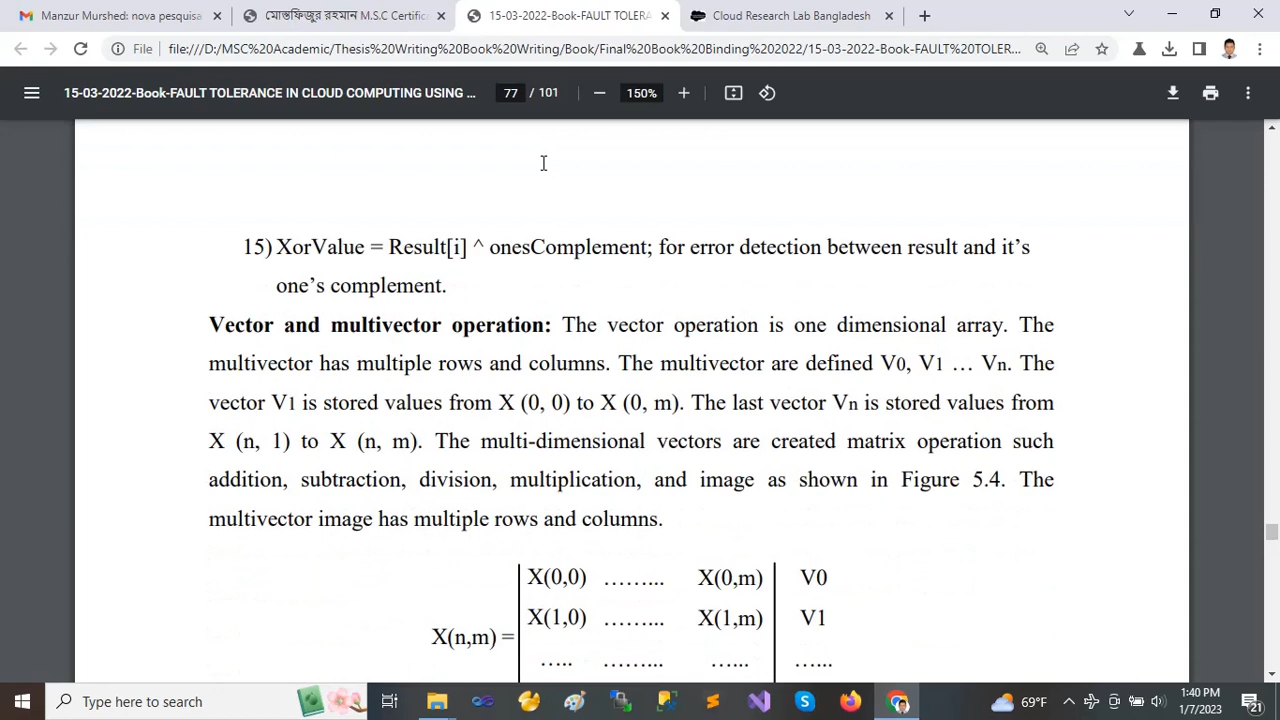 Manzur Murshed: nova pesquisa
মোস্তফিজুর রহমান M.S.C Certifica
15-03-2022-Book-FAULT TOLERA
Cloud Research Lab Bangladesh
File
file:///D:/MSC%20Academic/Thesis%20Writing%20Book%20Writing/Book/Final%20Book%20Binding%202022/15-03-2022-Book-FAULT%20TOLER...
15-03-2022-Book-FAULT TOLERANCE IN CLOUD COMPUTING USING ...
77 / 101
150%
15) XorValue = Result[i] ^ onesComplement; for error detection between result and it’s
one’s complement.
Vector and multivector operation: The vector operation is one dimensional array. The
multivector has multiple rows and columns. The multivector are defined V0, V1 … Vn. The
vector V1 is stored values from X (0, 0) to X (0, m). The last vector Vn is stored values from
X (n, 1) to X (n, m). The multi-dimensional vectors are created matrix operation such
addition, subtraction, division, multiplication, and image as shown in Figure 5.4. The
multivector image has multiple rows and columns.
X(0,0) ……... X(0,m) V0
X(1,0) ……... X(1,m) V1
X(n,m) =
….. ……... …... …...
Type here to search
69°F
1:40 PM
1/7/2023
21